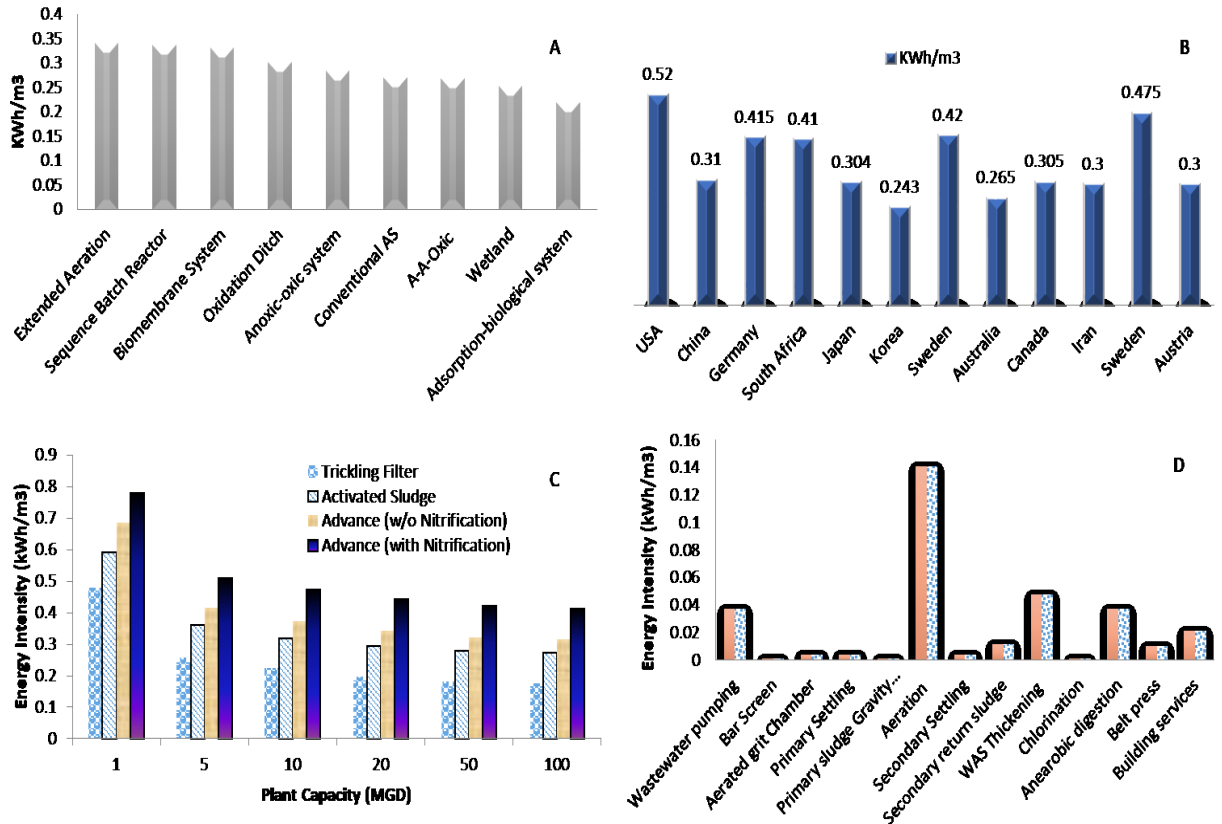 A
KWh/m3
0.4
0.35
0.3
0.25
0.2
0.15
0.1
0.05
0
Extended Aeration
Sequence Batch Reactor
Biomembrane System
Oxidation Ditch
Anoxic-oxic system
Conventional AS
A-A-Oxic
Wetland
Adsorption-biological system
B
KWh/m3
0.52
0.31
0.415
0.41
0.304
0.243
0.42
0.265
0.305
0.3
0.475
0.3
USA
China
Germany
South Africa
Japan
Korea
Sweden
Australia
Canada
Iran
Sweden
Austria
C
Energy Intensity (kWh/m3)
0.9
0.8
0.7
0.6
0.5
0.4
0.3
0.2
0.1
0
Trickling Filter
Activated Sludge
Advance (w/o Nitrification)
Advance (with Nitrification)
1
5
10
20
50
100
Plant Capacity (MGD)
D
Energy Intensity (kWh/m3)
0.16
0.14
0.12
0.1
0.08
0.06
0.04
0.02
0
Wastewater pumping
Bar Screen
Aerated grit Chamber
Primary Settling
Primary sludge Gravity...
Aeration
Secondary Settling
Secondary return sludge
WAS Thickening
Chlorination
Anearobic digestion
Belt press
Building services